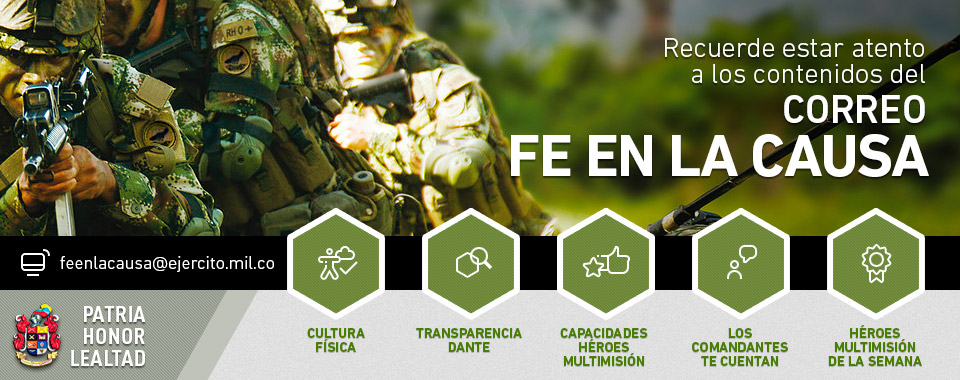 RH O+
Recuerde estar atento
a los contenidos del
CORREO
FE EN LA CAUSA
feenlacausa@ejercito.mil.co
PATRIA
HONOR
LEALTAD
CULTURA
FÍSICA
TRANSPARENCIA
DANTE
CAPACIDADES
HÉROES
MULTIMISIÓN
LOS
COMANDANTES
TE CUENTAN
HÉROES
MULTIMISIÓN
DE LA SEMANA